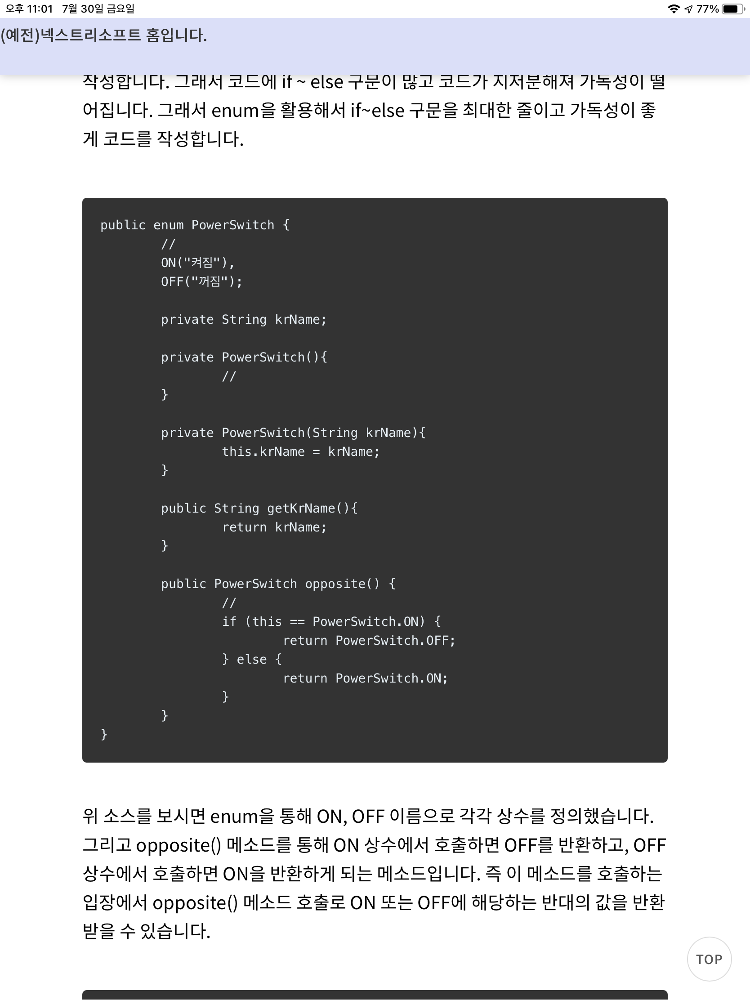 오후 11:01 7월 30일 금요일
77%
(예전)넥스트리소프트 홈입니다.
작성합니다. 그래서 코드에 if ~ else 구문이 많고 코드가 지저분해져 가독성이 떨
어집니다. 그래서 enum을 활용해서 if~else 구문을 최대한 줄이고 가독성이 좋
게 코드를 작성합니다.
public enum PowerSwitch {
//
ON("켜짐"),
OFF("꺼짐");
private String krName;
private PowerSwitch(){
//
}
private PowerSwitch(String krName){
this.krName = krName;
}
public String getKrName(){
return krName;
}
public PowerSwitch opposite() {
//
if (this == PowerSwitch.ON) {
return PowerSwitch.OFF;
} else {
return PowerSwitch.ON;
}
}
}
위 소스를 보시면 enum을 통해 ON, OFF 이름으로 각각 상수를 정의했습니다.
그리고 opposite() 메소드를 통해 ON 상수에서 호출하면 OFF를 반환하고, OFF
상수에서 호출하면 ON을 반환하게 되는 메소드입니다. 즉 이 메소드를 호출하는
입장에서 opposite() 메소드 호출로 ON 또는 OFF에 해당하는 반대의 값을 반환
받을 수 있습니다.
TOP